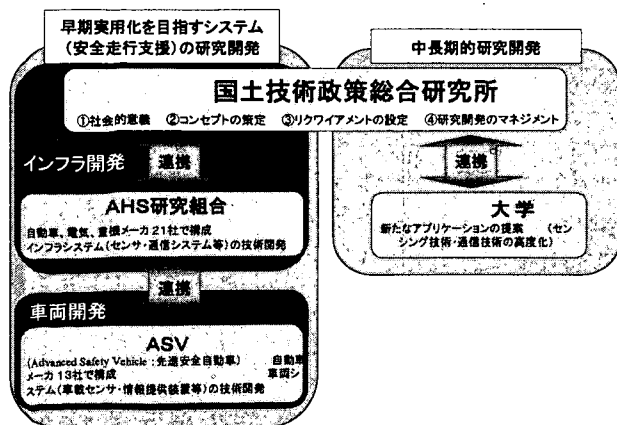 早期実用化を目指すシステム
(安全走行支援)の研究開発
中長期的研究開発
国土技術政策総合研究所
①社会的意義 ②コンセプトの策定 ③リクワイアメントの設定 ④研究開発のマネジメント
インフラ開発
連携
連携
AHS研究組合
自動車、電気、重機メーカ21社で構成
インフラシステム(センサ・通信システム等)の技術開発
大学
新たなアプリケーションの提案 (セン
シング技術・通信技術の高度化)
連携
車両開発
ASV
(Advanced Safety Vehicle:先進安全自動車) 自動車
メーカ13社で構成 車両シ
ステム(車載センサ・情報提供装置等)の技術開発